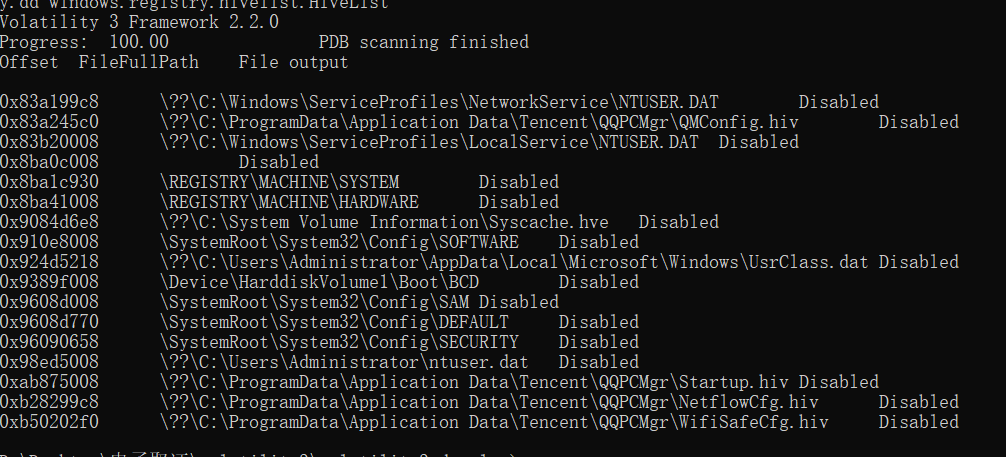 y.dd windows.registry.hivelist.HiveList
Volatility 3 Framework 2.2.0
Progress:  100.00               PDB scanning finished
Offset  FileFullPath    File output
0x83a199c8      \??\C:\Windows\ServiceProfiles\NetworkService\NTUSER.DAT        Disabled
0x83a245c0      \??\C:\ProgramData\Application Data\Tencent\QQPCMgr\QMConfig.hiv        Disabled
0x83b20008      \??\C:\Windows\ServiceProfiles\LocalService\NTUSER.DAT  Disabled
0x8ba0c008              Disabled
0x8ba1c930      \REGISTRY\MACHINE\SYSTEM        Disabled
0x8ba41008      \REGISTRY\MACHINE\HARDWARE      Disabled
0x9084d6e8      \??\C:\System Volume Information\Syscache.hve   Disabled
0x910e8008      \SystemRoot\System32\Config\SOFTWARE    Disabled
0x924d5218      \??\C:\Users\Administrator\AppData\Local\Microsoft\Windows\UsrClass.dat Disabled
0x9389f008      \Device\HarddiskVolume1\Boot\BCD        Disabled
0x9608d008      \SystemRoot\System32\Config\SAM Disabled
0x9608d770      \SystemRoot\System32\Config\DEFAULT     Disabled
0x96090658      \SystemRoot\System32\Config\SECURITY    Disabled
0x98ed5008      \??\C:\Users\Administrator\ntuser.dat   Disabled
0xab875008      \??\C:\ProgramData\Application Data\Tencent\QQPCMgr\Startup.hiv Disabled
0xb28299c8      \??\C:\ProgramData\Application Data\Tencent\QQPCMgr\NetflowCfg.hiv      Disabled
0xb50202f0      \??\C:\ProgramData\Application Data\Tencent\QQPCMgr\WifiSafeCfg.hiv     Disabled